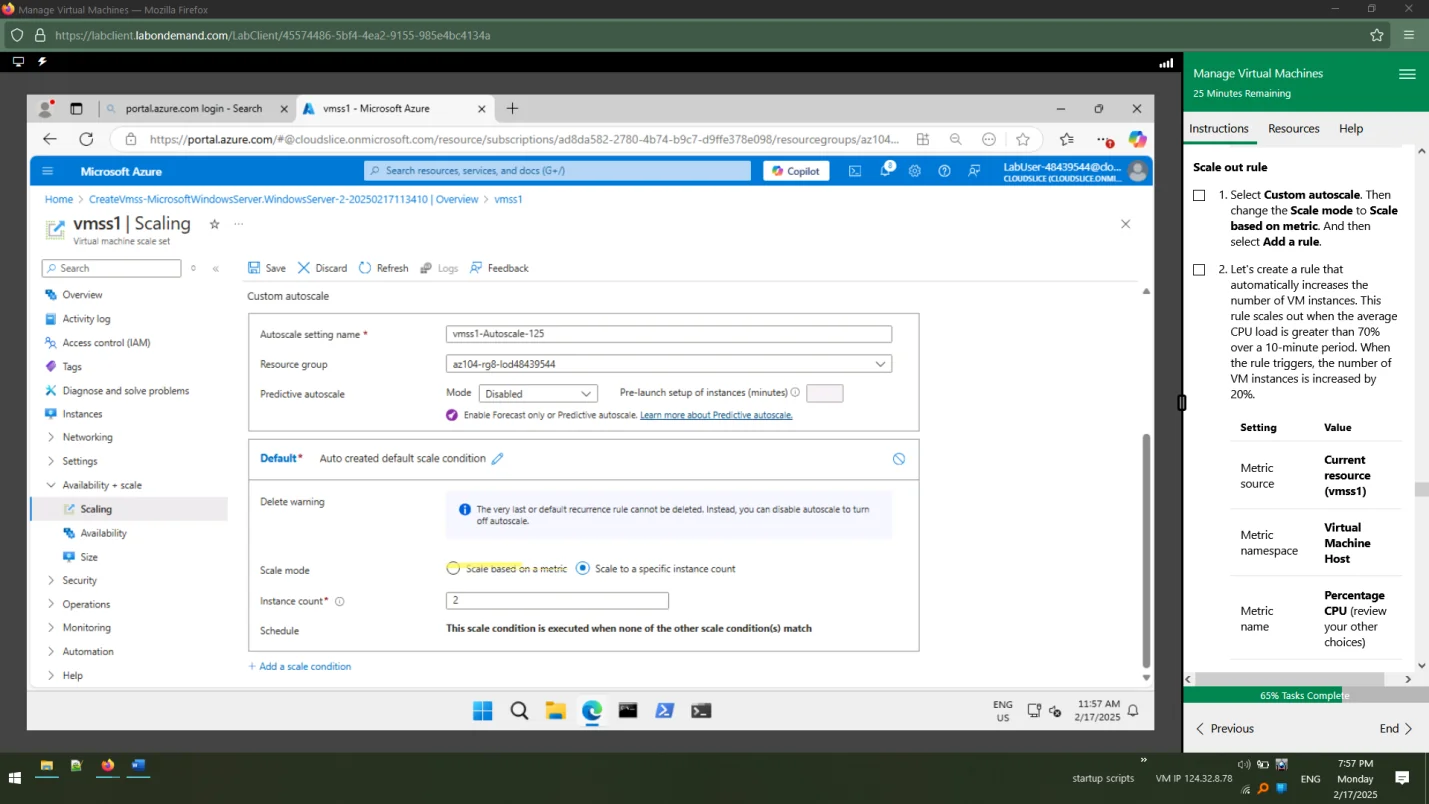 Manage Virtual Machines — Mozilla Firefox
https://labclient.labondemand.com/LabClient/45574486-5bf4-4ea2-9155-985e4bc4134a
portal.azure.com login - Search
vmss1 - Microsoft Azure
https://portal.azure.com/#@cloudslice.onmicrosoft.com/resource/subscriptions/ad8da582-2780-4b74-b9c7-d9ffe378e098/resourcegroups/az104...
Microsoft Azure
Search resources, services, and docs (G+/)
Copilot
8
LabUser-48439544@clo...
CLOUDSLICE (CLOUDSLICE.ONMI...
Home > CreateVmss-MicrosoftWindowsServer.WindowsServer-2-20250217113410 | Overview > vmss1
vmss1 | Scaling
Virtual machine scale set
Search
Save
Discard
Refresh
Logs
Feedback
Overview
Activity log
Access control (IAM)
Tags
Diagnose and solve problems
Instances
Networking
Settings
Availability + scale
Scaling
Availability
Size
Security
Operations
Monitoring
Automation
Help
Custom autoscale
Autoscale setting name *
vmss1-Autoscale-125
Resource group
az104-rg8-lod48439544
Predictive autoscale
Mode
Disabled
Pre-launch setup of instances (minutes)
Enable Forecast only or Predictive autoscale. Learn more about Predictive autoscale.
Default* Auto created default scale condition
Delete warning
The very last or default recurrence rule cannot be deleted. Instead, you can disable autoscale to turn
off autoscale.
Scale mode
Scale based on a metric
Scale to a specific instance count
Instance count*
2
Schedule
This scale condition is executed when none of the other scale condition(s) match
+ Add a scale condition
ENG
US
11:57 AM
2/17/2025
Manage Virtual Machines
25 Minutes Remaining
Instructions
Resources
Help
Scale out rule
1. Select Custom autoscale. Then
change the Scale mode to Scale
based on metric. And then
select Add a rule.
2. Let's create a rule that
automatically increases the
number of VM instances. This
rule scales out when the average
CPU load is greater than 70%
over a 10-minute period. When
the rule triggers, the number of
VM instances is increased by
20%.
Setting
Value
Metric
source
Current
resource
(vmss1)
Metric
namespace
Virtual
Machine
Host
Metric
name
Percentage
CPU (review
your other
choices)
65% Tasks Complete
Previous
End
startup scripts
VM IP 124.32.8.78
ENG
7:57 PM
Monday
2/17/2025